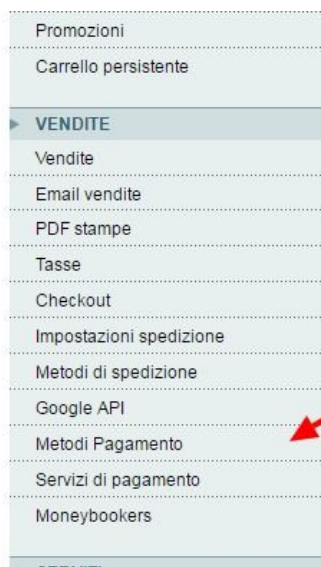 Promozioni
Carrello persistente
VENDITE
Vendite
Email vendite
PDF stampe
Tasse
Checkout
Impostazioni spedizione
Metodi di spedizione
Google API
Metodi Pagamento
Servizi di pagamento
Moneybookers